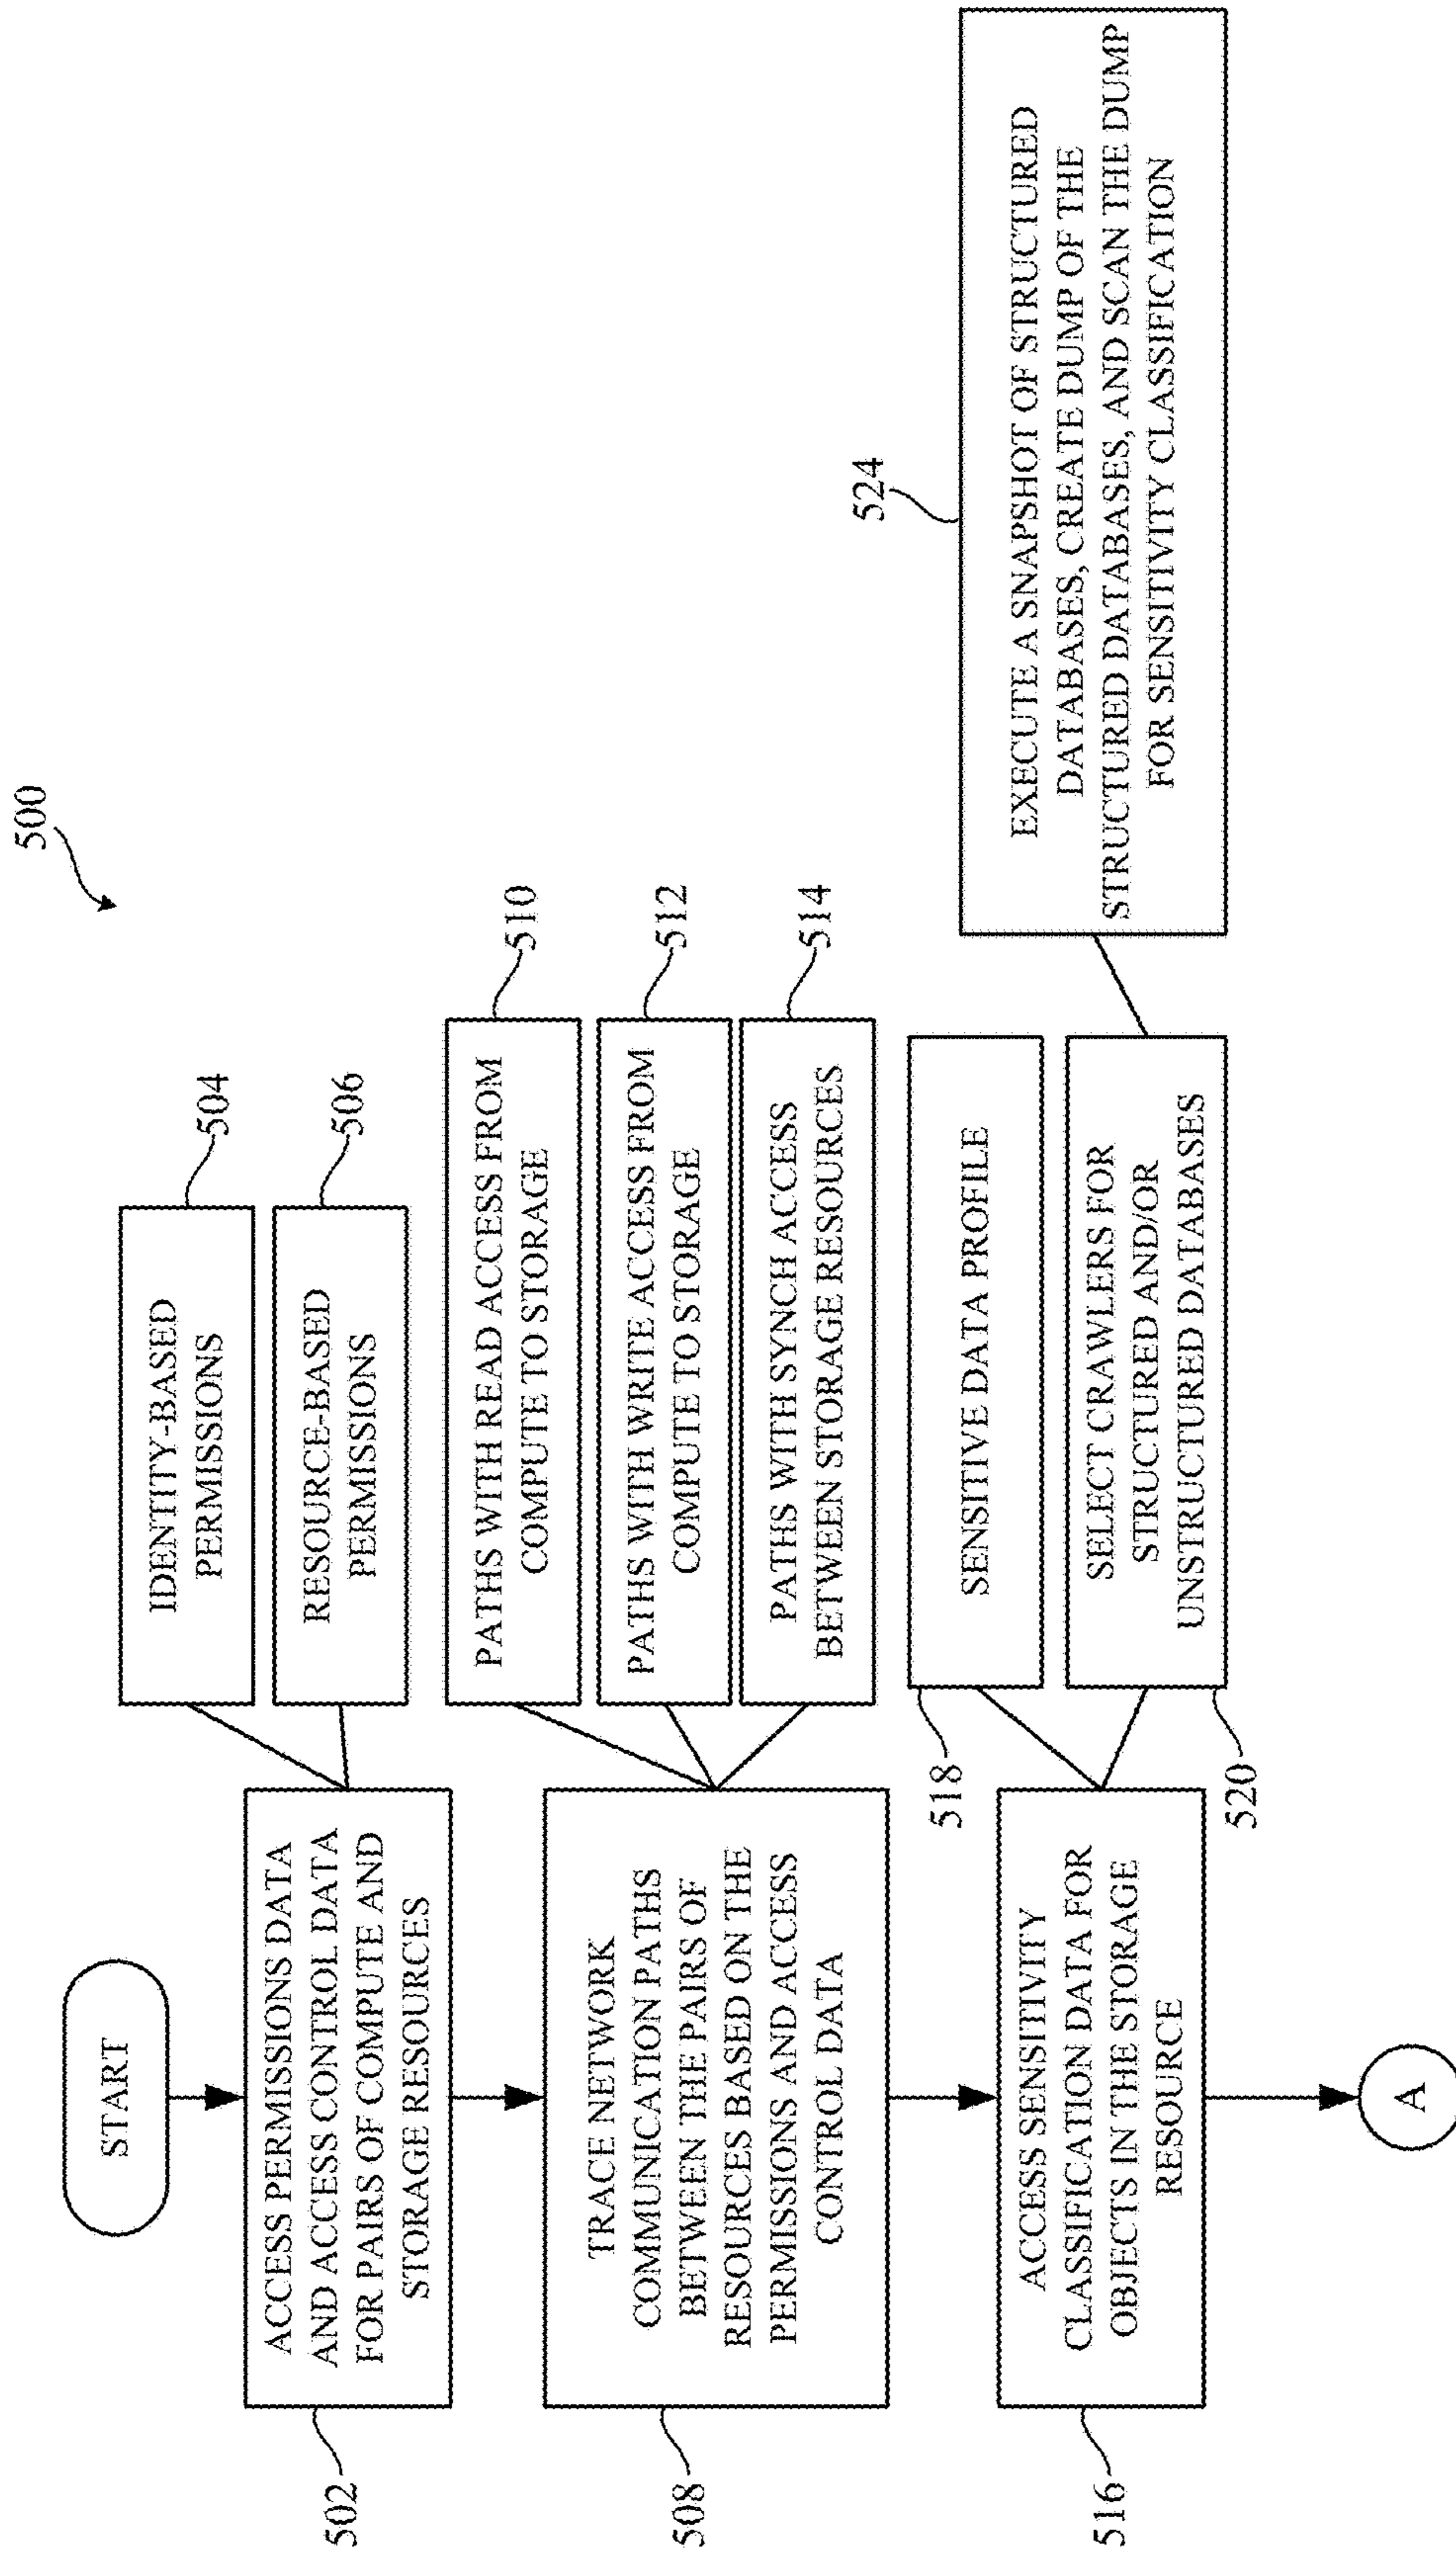 500
START
502
ACCESS PERMISSIONS DATA
AND ACCESS CONTROL DATA
FOR PAIRS OF COMPUTE AND
STORAGE RESOURCES
IDENTITY-BASED
PERMISSIONS
504
RESOURCE-BASED
PERMISSIONS
506
508
TRACE NETWORK
COMMUNICATION PATHS
BETWEEN THE PAIRS OF
RESOURCES BASED ON THE
PERMISSIONS AND ACCESS
CONTROL DATA
PATHS WITH READ ACCESS FROM
COMPUTE TO STORAGE
510
PATHS WITH WRITE ACCESS FROM
COMPUTE TO STORAGE
512
PATHS WITH SYNCH ACCESS
BETWEEN STORAGE RESOURCES
514
516
ACCESS SENSITIVITY
CLASSIFICATION DATA FOR
OBJECTS IN THE STORAGE
RESOURCE
518
SENSITIVE DATA PROFILE
520
SELECT CRAWLERS FOR
STRUCTURED AND/OR
UNSTRUCTURED DATABASES
524
EXECUTE A SNAPSHOT OF STRUCTURED
DATABASES, CREATE DUMP OF THE
STRUCTURED DATABASES, AND SCAN THE DUMP
FOR SENSITIVITY CLASSIFICATION
A